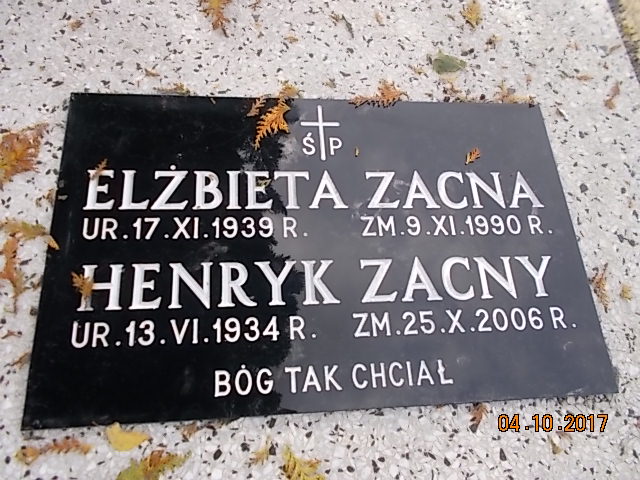 Ś P
ELŻBIETA ZACNA
UR.17.XI.1939 R. ZM.9.XI.1990 R.
HENRYK ZACNY
UR.13.VI.1934 R. ZM.25.X.2006 R.
BÓG TAK CHCIAŁ
04.10.2017